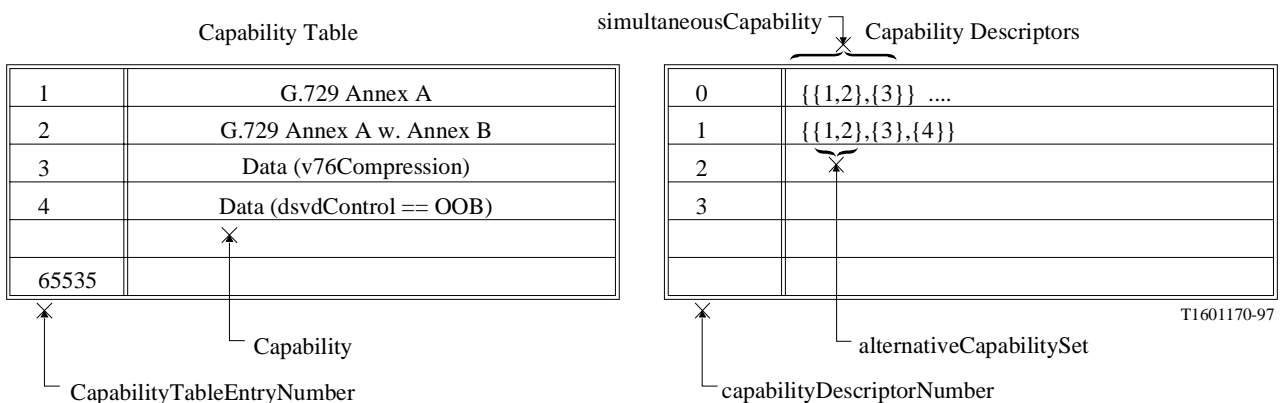 simultaneousCapability
Capability Table
Capability Descriptors
1 G.729 Annex A
2 G.729 Annex A w. Annex B
3 Data (v76Compression)
4 Data (dsvdControl == OOB)
65535
0 {{1,2},{3}} ....
1 {{1,2},{3},{4}}
2
3
T1601170-97
Capability
alternativeCapabilitySet
CapabilityTableEntryNumber
capabilityDescriptorNumber